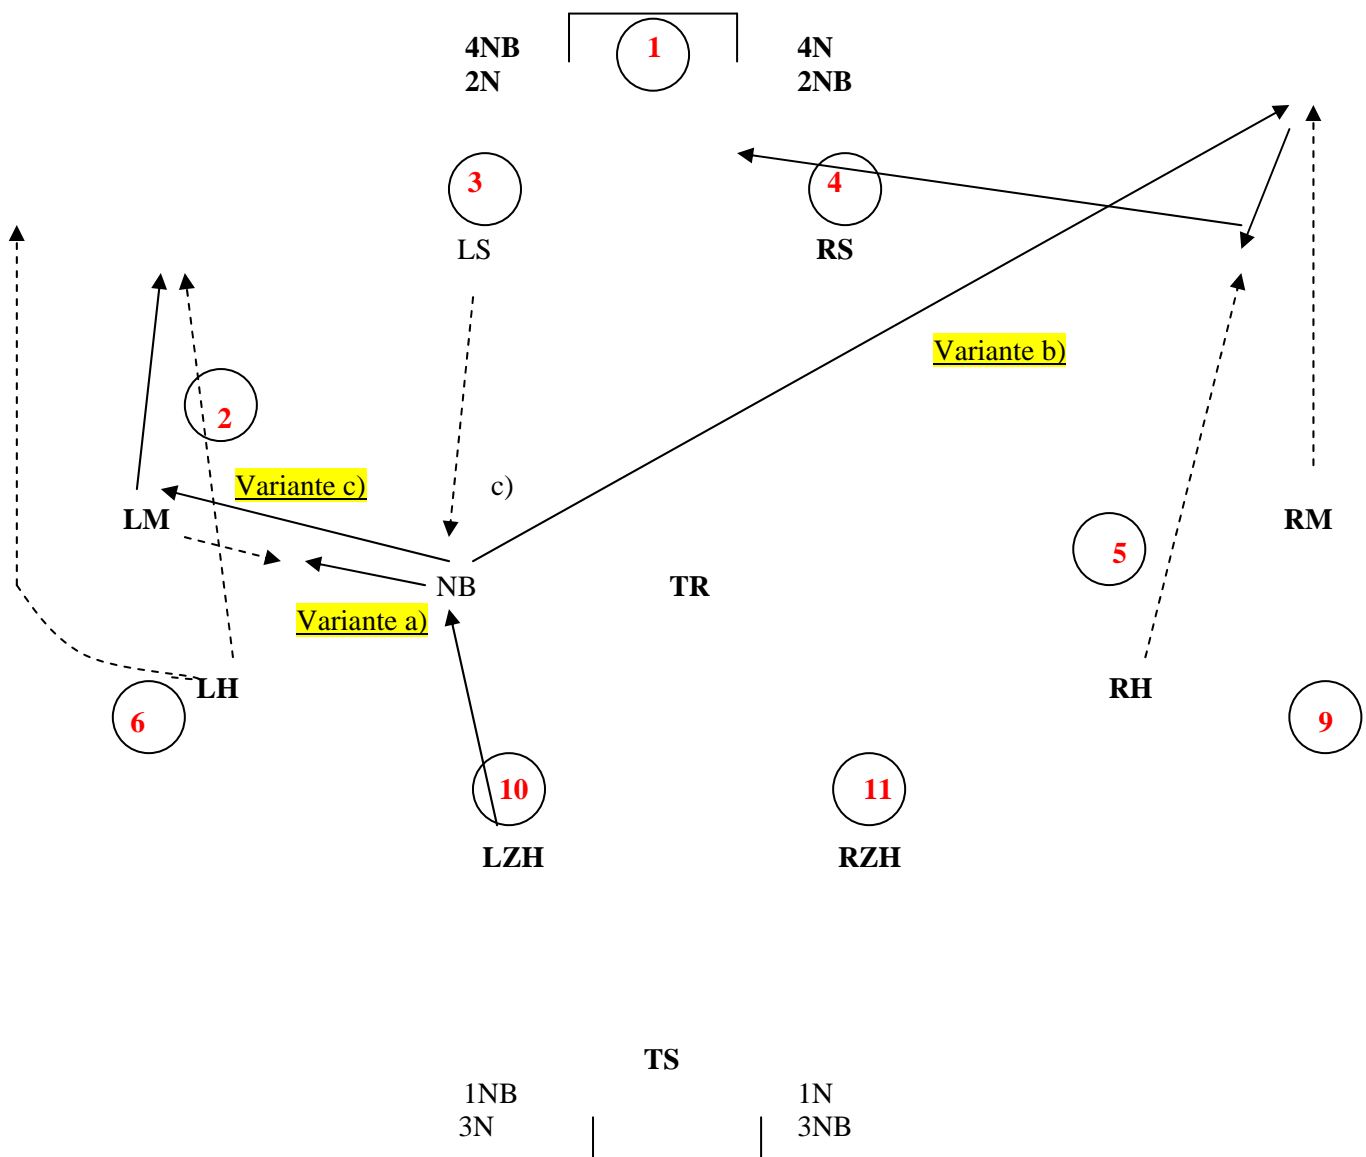 4NB 1 4N
2N 2NB
3 4
LS RS
Variante b)
2
Variante c) c)
LM RM
5
NB TR
Variante a)
LH RH
6 9
10 11
LZH RZH
TS
1NB 1N
3N 3NB